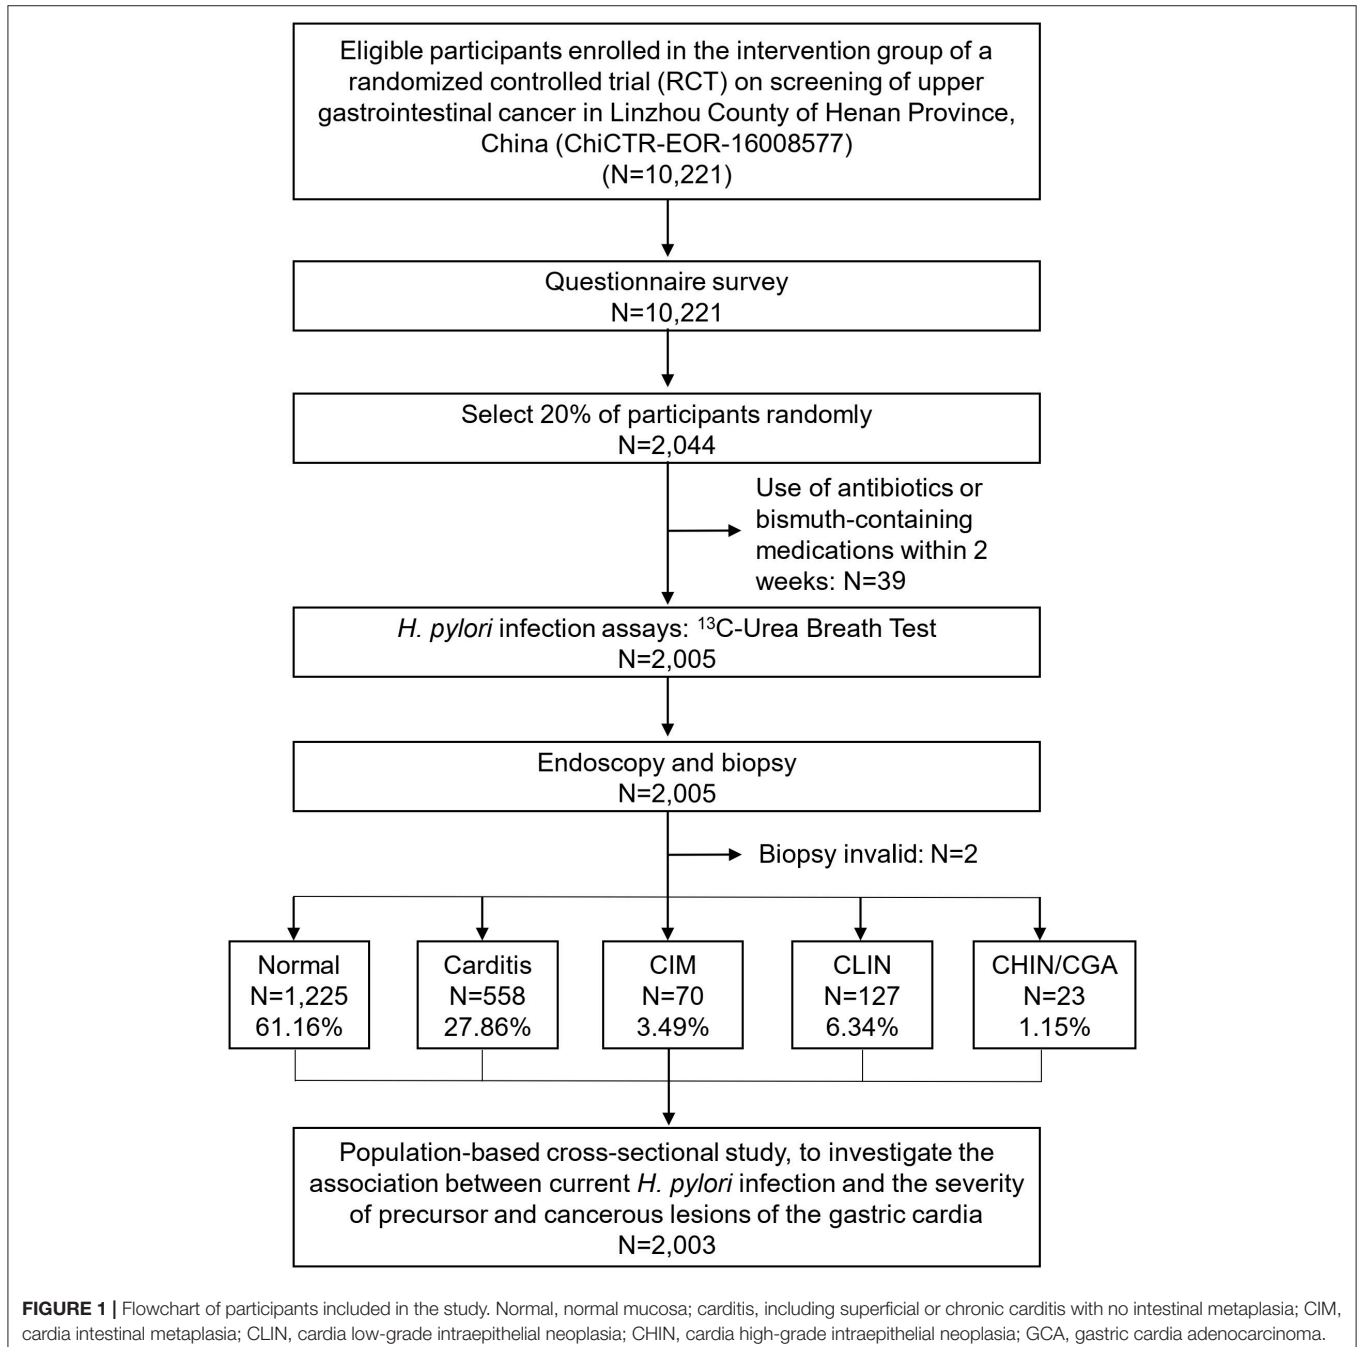 Eligible participants enrolled in the intervention group of a
randomized controlled trial (RCT) on screening of upper
gastrointestinal cancer in Linzhou County of Henan Province,
China (ChiCTR-EOR-16008577)
(N=10,221)
Questionnaire survey
N=10,221
Select 20% of participants randomly
N=2,044
Use of antibiotics or
bismuth-containing
medications within 2
weeks: N=39
H. pylori infection assays: ¹³C-Urea Breath Test
N=2,005
Endoscopy and biopsy
N=2,005
Biopsy invalid: N=2
Normal
N=1,225
61.16%
Carditis
N=558
27.86%
CIM
N=70
3.49%
CLIN
N=127
6.34%
CHIN/CGA
N=23
1.15%
Population-based cross-sectional study, to investigate the
association between current H. pylori infection and the severity
of precursor and cancerous lesions of the gastric cardia
N=2,003
FIGURE 1 | Flowchart of participants included in the study. Normal, normal mucosa; carditis, including superficial or chronic carditis with no intestinal metaplasia; CIM,
cardia intestinal metaplasia; CLIN, cardia low-grade intraepithelial neoplasia; CHIN, cardia high-grade intraepithelial neoplasia; GCA, gastric cardia adenocarcinoma.